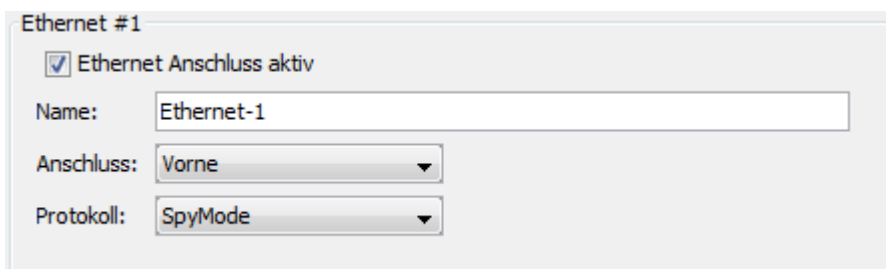 Ethernet #1
Ethernet Anschluss aktiv
Name: Ethernet-1
Anschluss: Vorne
Protokoll: SpyMode